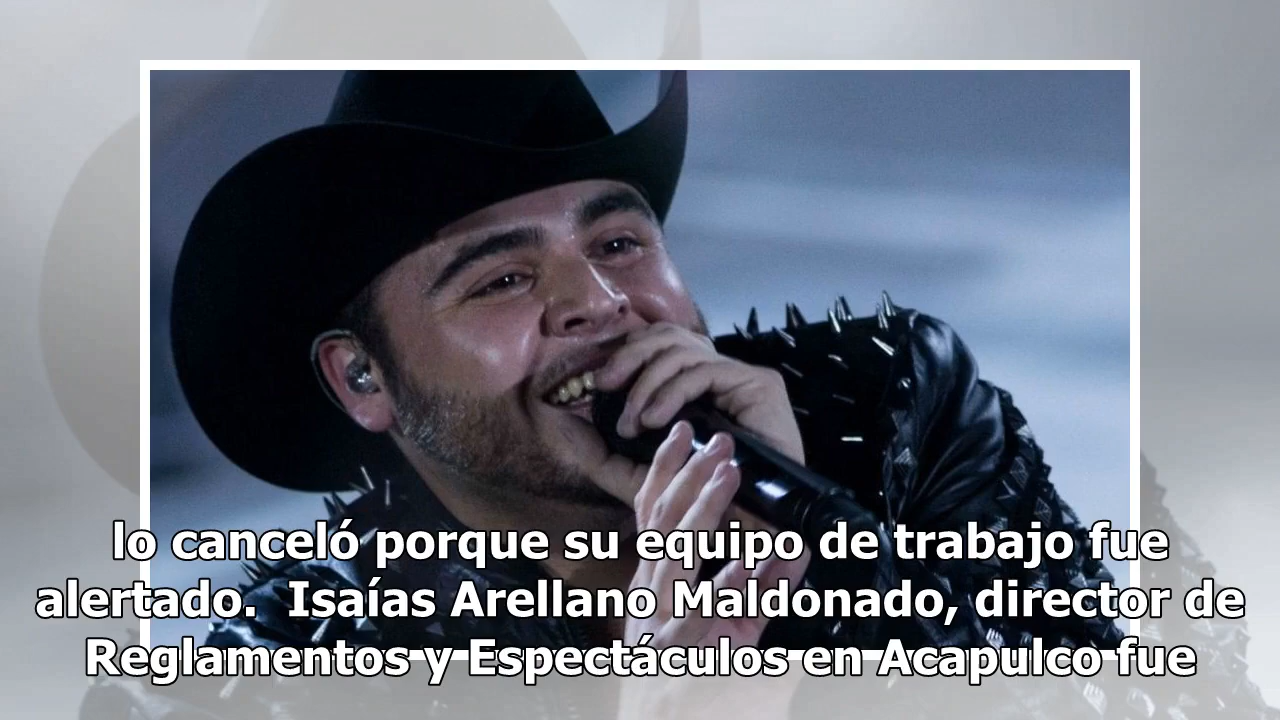 lo canceló porque su equipo de trabajo fue
alertado.  Isaías Arellano Maldonado, director de
Reglamentos y Espectáculos en Acapulco fue